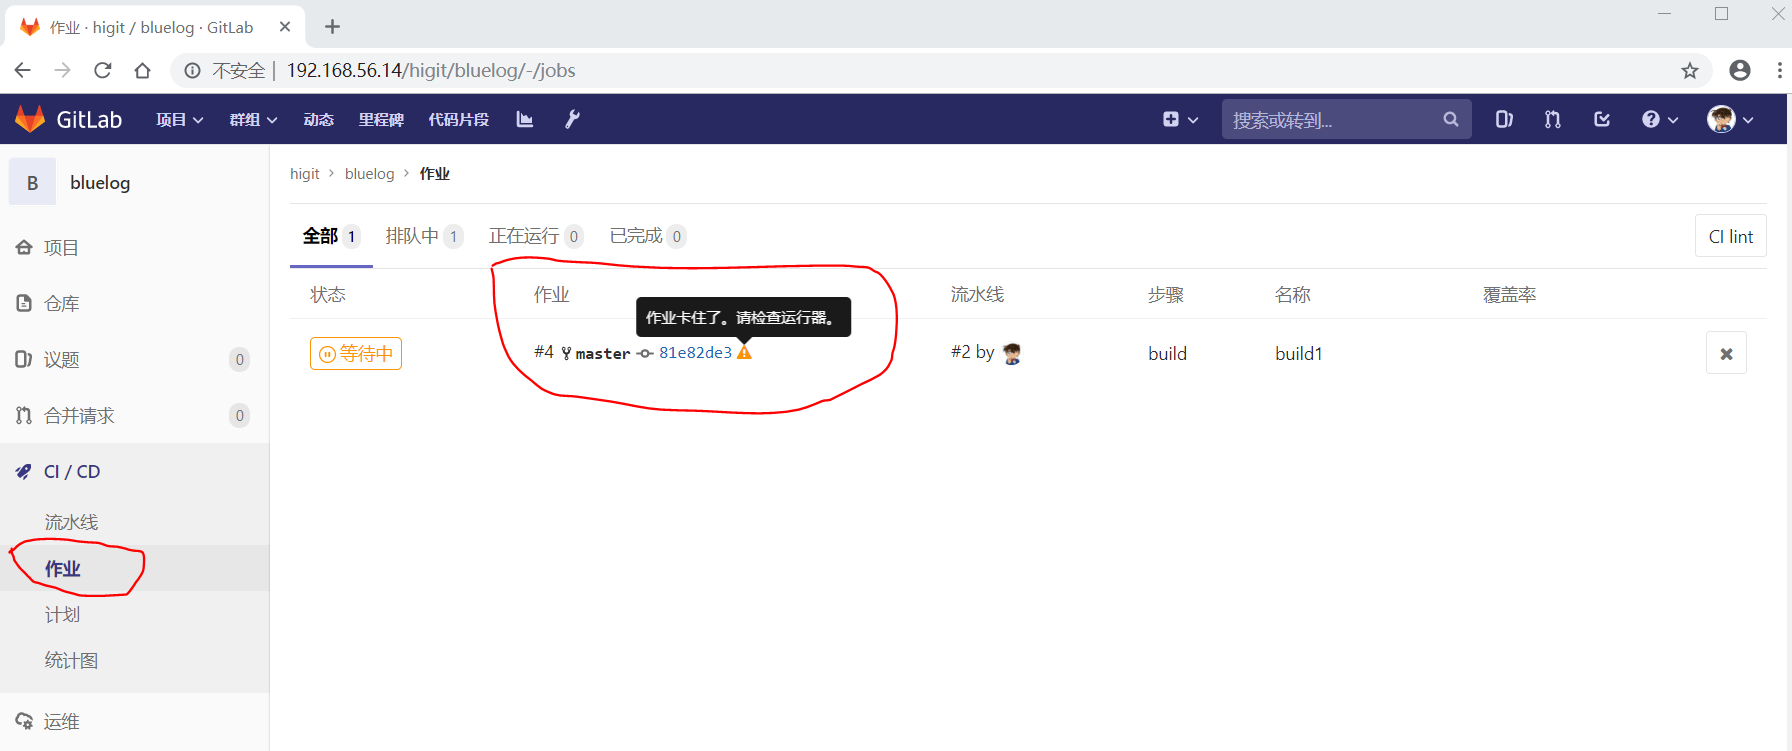 作业 · higit / bluelog · GitLab
不安全 | 192.168.56.14/higit/bluelog/-/jobs
GitLab 项目 群组 动态 里程碑 代码片段 搜索或转到...
B bluelog
项目
仓库
议题 0
合并请求 0
CI / CD
流水线
作业
计划
统计图
运维
higit > bluelog > 作业
全部 1 排队中 1 正在运行 0 已完成 0 CI lint
状态 作业 流水线 步骤 名称 覆盖率
作业卡住了。请检查运行器。
等待中 #4 master 81e82de3 #2 by build build1